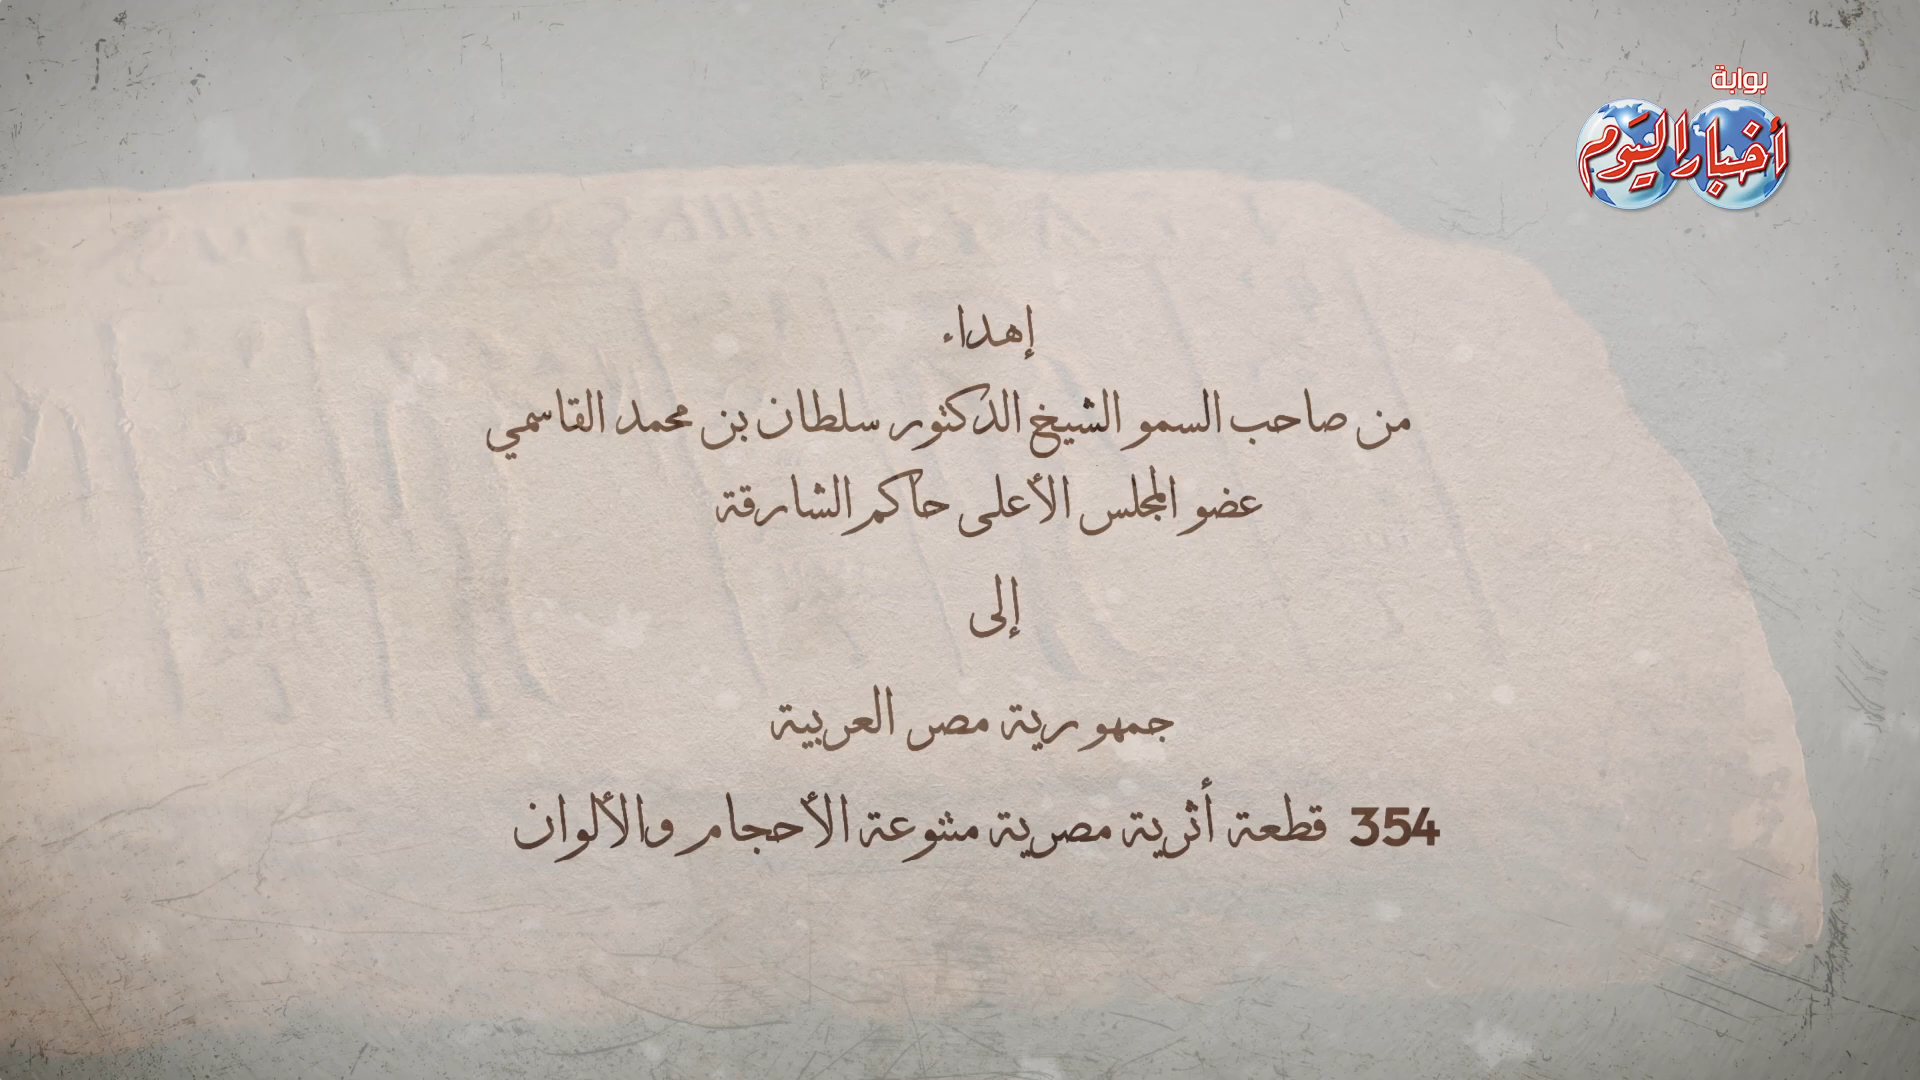 بوابة
أخبار اليوم
إهداء
من صاحب السمو الشيخ الدكتور سلطان بن محمد القاسمي
عضو المجلس الأعلى حاكم الشارقة
إلى
جمهورية مصر العربية
354 قطعة أثرية مصرية متنوعة الأحجام والألوان